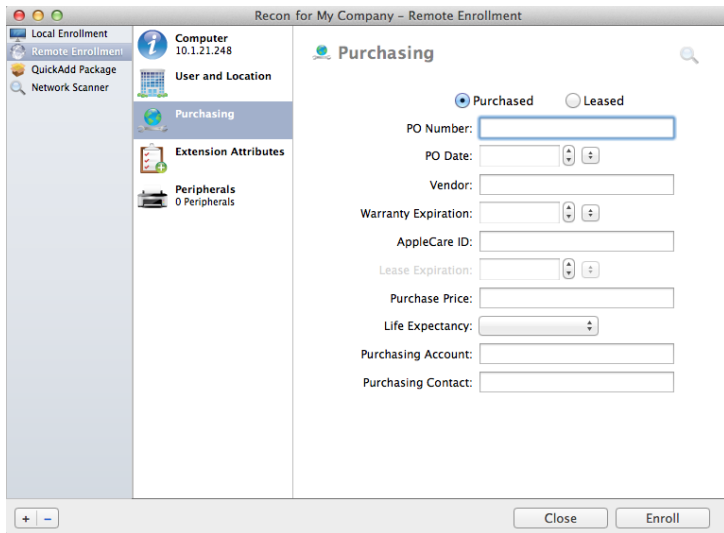 Recon for My Company – Remote Enrollment
Local Enrollment
Remote Enrollment
QuickAdd Package
Network Scanner
Computer
10.1.21.248
User and Location
Purchasing
Extension Attributes
Peripherals
0 Peripherals
Purchasing
Purchased
Leased
PO Number:
PO Date:
Vendor:
Warranty Expiration:
AppleCare ID:
Lease Expiration:
Purchase Price:
Life Expectancy:
Purchasing Account:
Purchasing Contact:
+ − Close Enroll